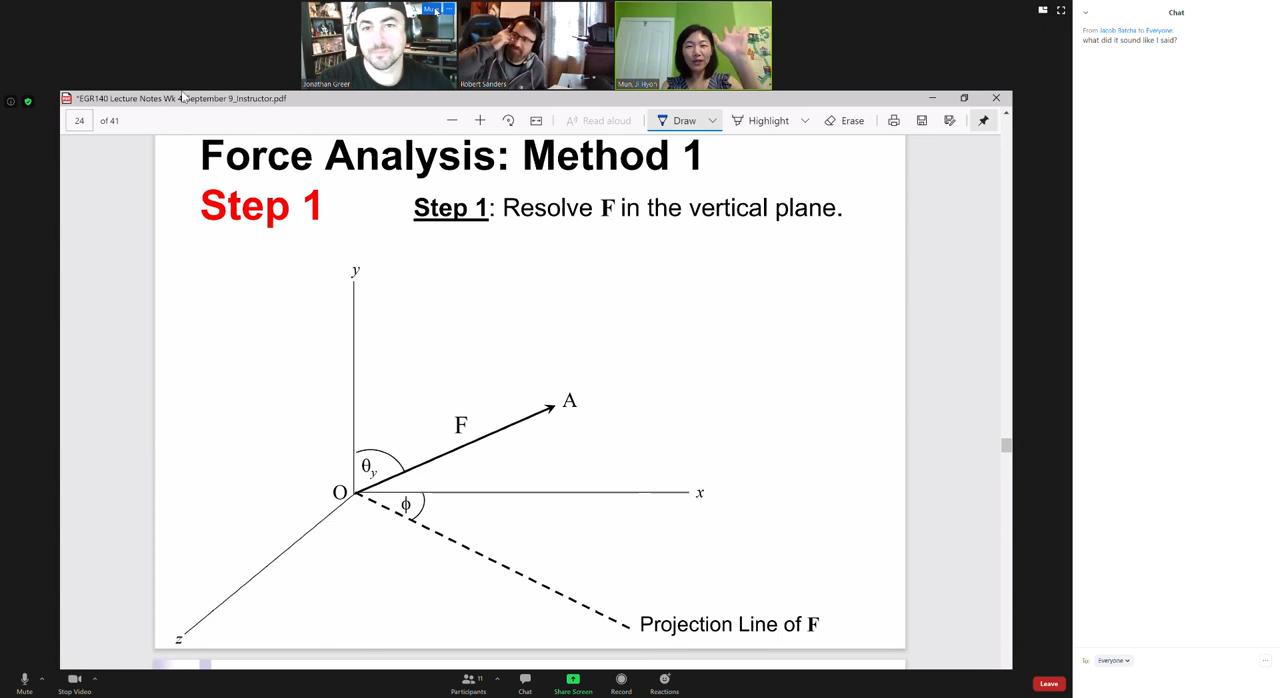 Mute
Jonathan Greer
Robert Sanders
Mun, Ji Hyon
Chat
From Jacob Batcha to Everyone:
what did it sound like I said?
*EGR140 Lecture Notes Wk 4 September 9_Instructor.pdf
24 of 41
Read aloud
Draw
Highlight
Erase
Force Analysis: Method 1
Step 1
Step 1: Resolve F in the vertical plane.
y
A
F
θy
O
x
ϕ
Projection Line of F
z
To: Everyone
Mute
Stop Video
Participants
11
Chat
Share Screen
Record
Reactions
Leave